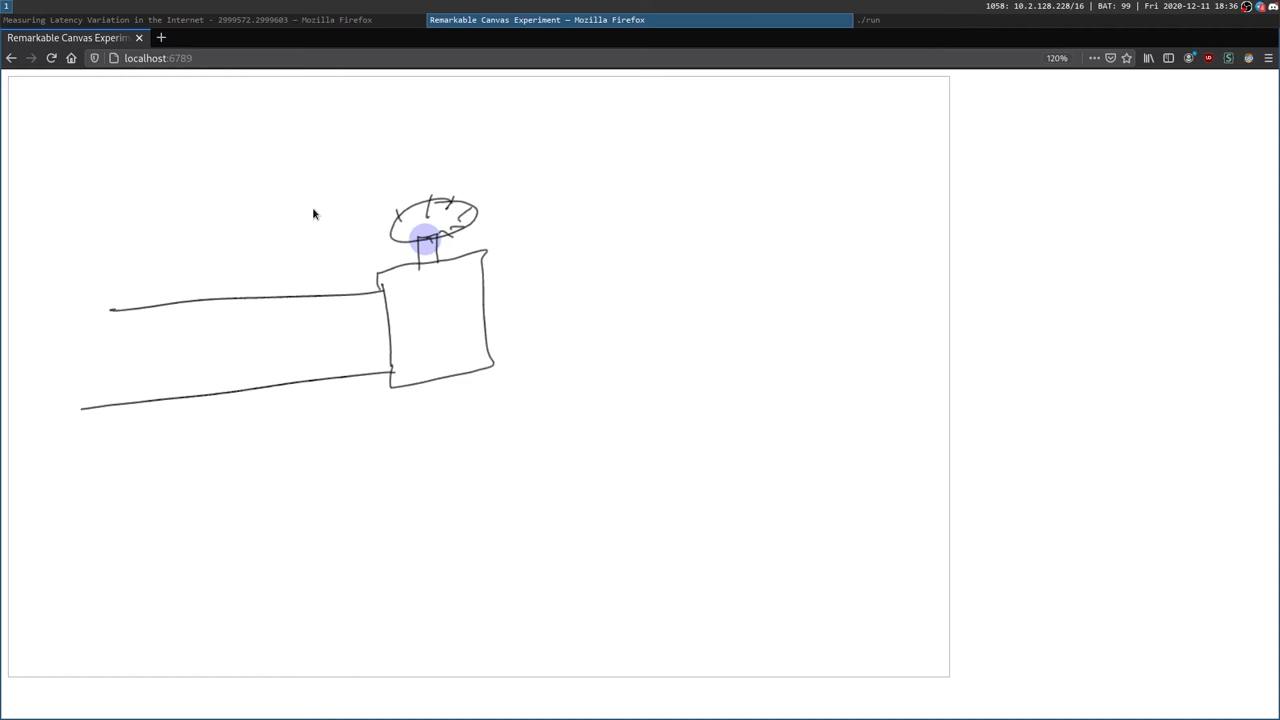 1 1058: 10.2.128.228/16 | BAT: 99 | Fri 2020-12-11 18:36
Measuring Latency Variation in the Internet - 2999572.2999603 — Mozilla Firefox Remarkable Canvas Experiment — Mozilla Firefox ./run
Remarkable Canvas Experim
localhost:6789 120%